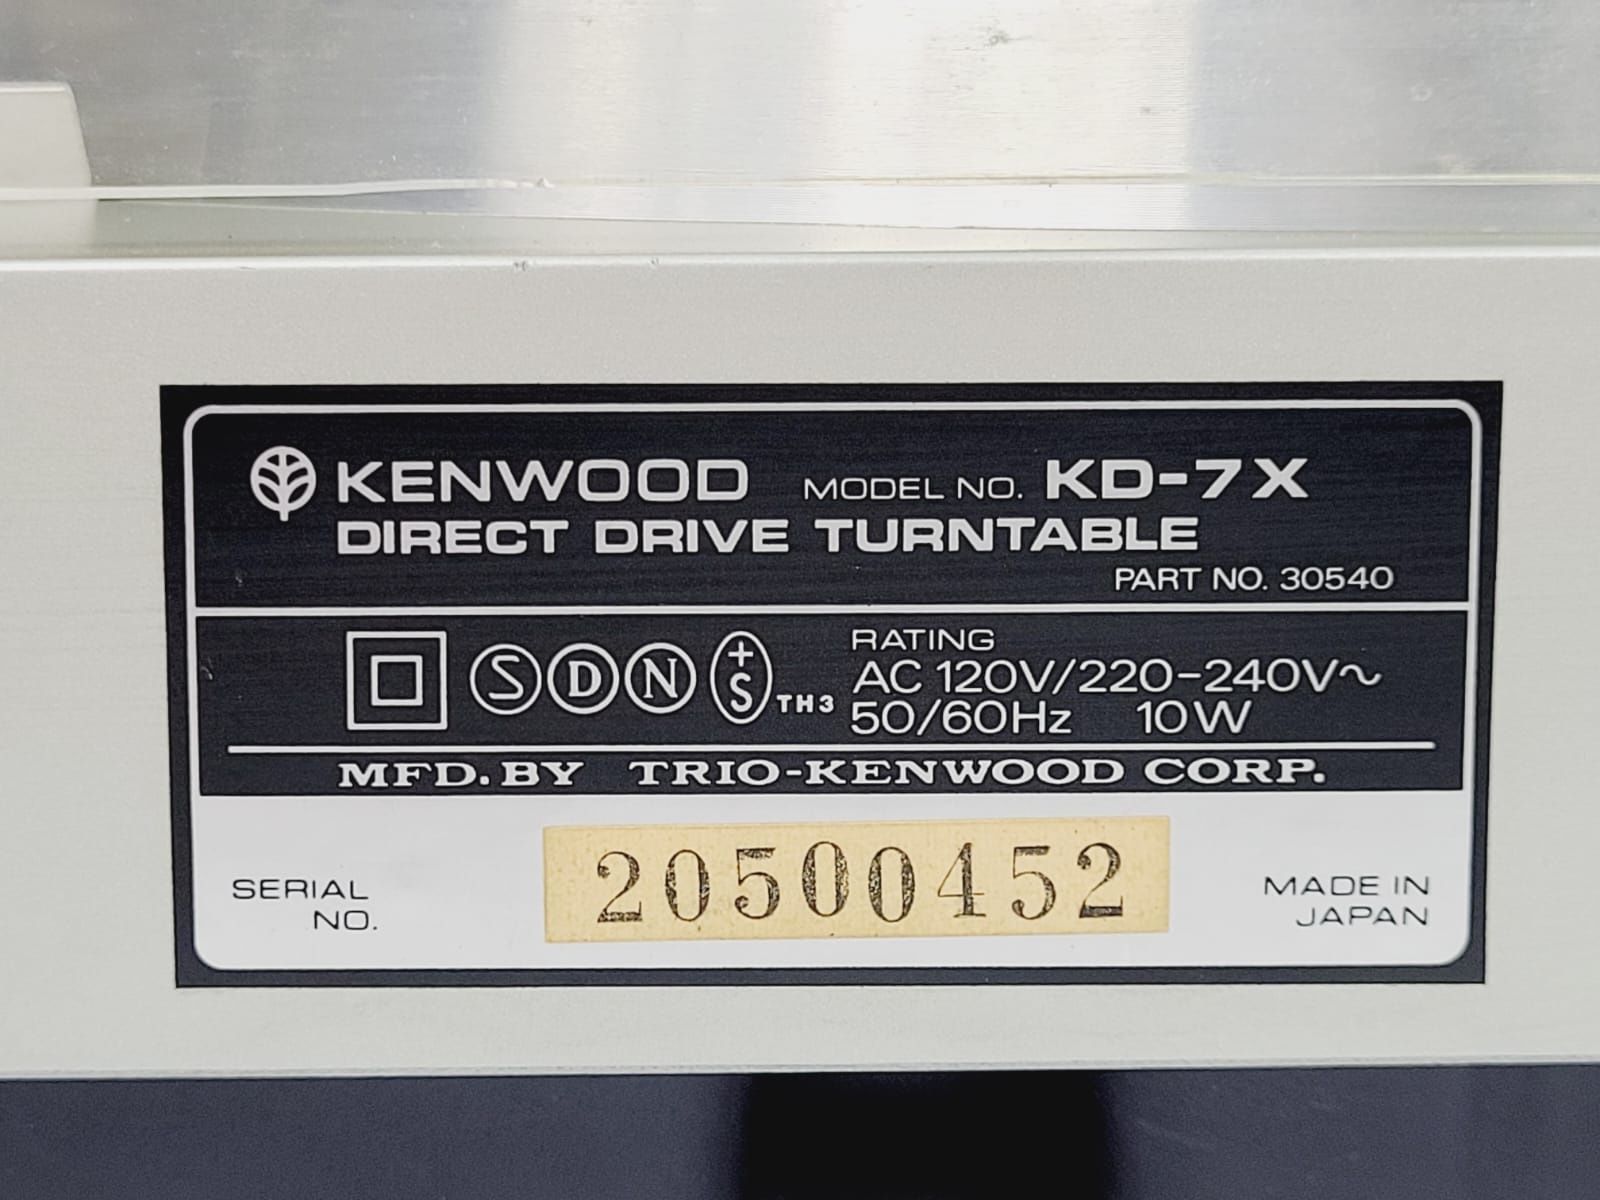 KENWOOD MODEL NO. KD-7X
DIRECT DRIVE TURNTABLE
PART NO. 30540
S D N +S TH3
RATING
AC 120V/220-240V~
50/60Hz 10W
MFD. BY TRIO-KENWOOD CORP.
SERIAL NO.
20500452
MADE IN
JAPAN